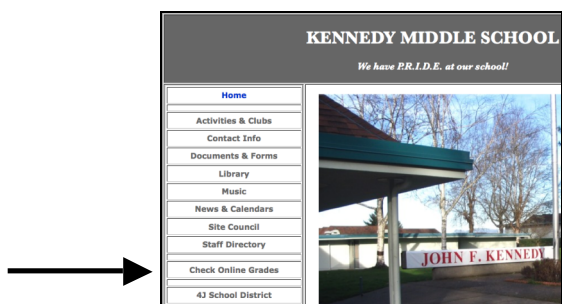 KENNEDY MIDDLE SCHOOL
We have P.R.I.D.E. at our school!
Home
Activities & Clubs
Contact Info
Documents & Forms
Library
Music
News & Calendars
Site Council
Staff Directory
Check Online Grades
4J School District
JOHN F. KENNEDY